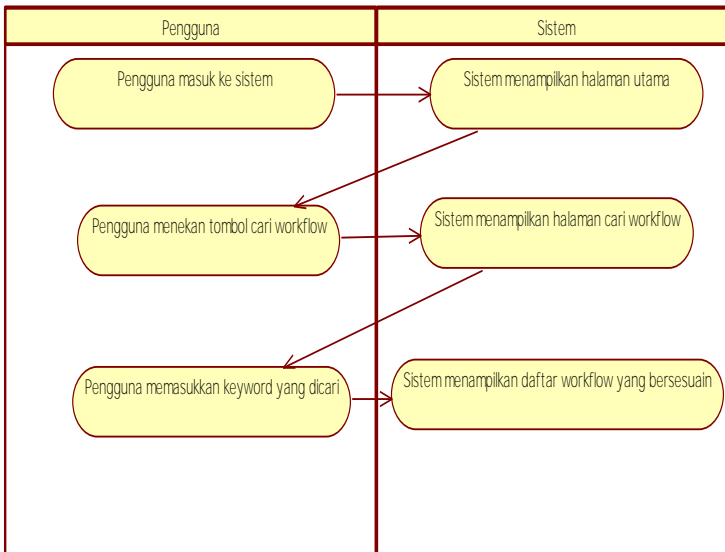 Pengguna
Sistem
Pengguna masuk ke sistem
Sistem menampilkan halaman utama
Pengguna menekan tombol cari workflow
Sistem menampilkan halaman cari workflow
Pengguna memasukkan keyword yang dicari
Sistem menampilkan daftar workflow yang bersesuain